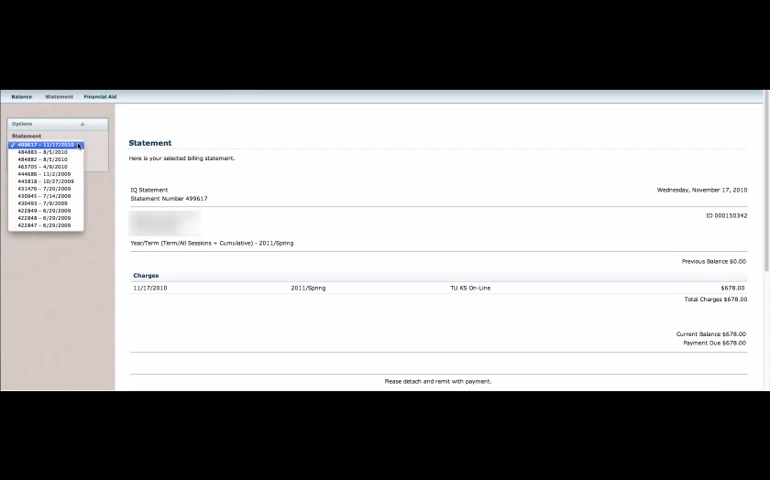 Balance Statement Financial Aid
Options
Statement
✓ 499617 - 11/17/2010
484883 - 8/5/2010
484882 - 8/5/2010
463705 - 4/9/2010
444686 - 11/2/2009
443818 - 10/27/2009
431476 - 7/20/2009
430945 - 7/14/2009
430493 - 7/9/2009
422849 - 6/29/2009
422848 - 6/29/2009
422847 - 6/29/2009
Statement
Here is your selected billing statement.
IQ Statement Wednesday, November 17, 2010
Statement Number 499617
ID 000150342
Year/Term (Term/All Sessions + Cumulative) - 2011/Spring
Previous Balance $0.00
Charges
11/17/2010 2011/Spring TU KS On-Line $678.00
Total Charges $678.00
Current Balance $678.00
Payment Due $678.00
Please detach and remit with payment.